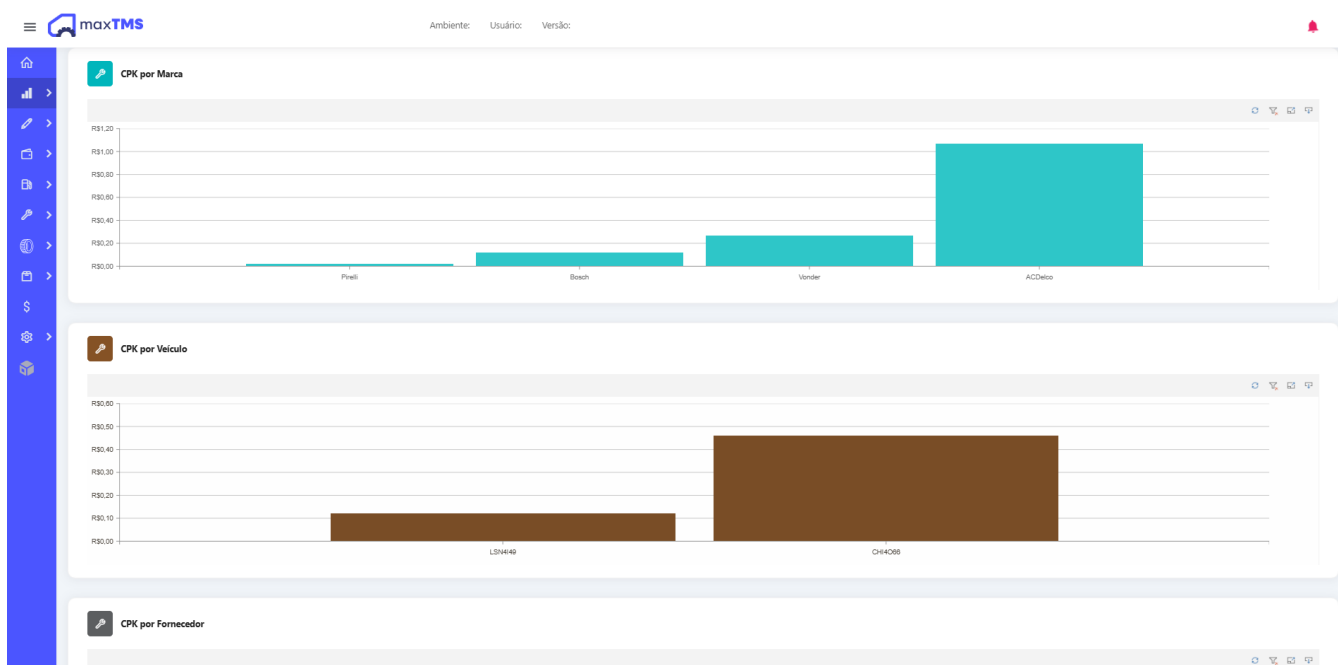 maxTMS
Ambiente: Usuário: Versão:
CPK por Marca
R$1,20
R$1,00
R$0,80
R$0,60
R$0,40
R$0,20
R$0,00
Pirelli Bosch Vonder ACDelco
CPK por Veículo
R$0,60
R$0,50
R$0,40
R$0,30
R$0,20
R$0,10
R$0,00
LSN4I49 CHI4O66
CPK por Fornecedor